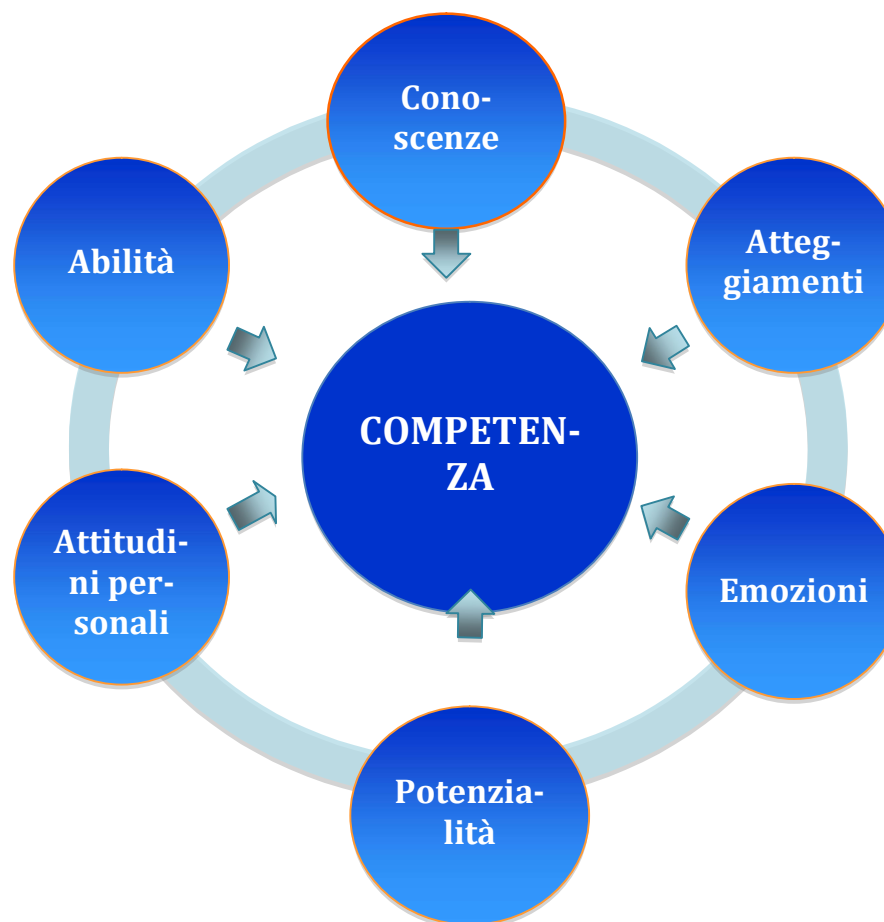 Cono-
scenze
Abilità
Atteg-
giamenti
COMPETEN-
ZA
Attitudi-
ni per-
sonali
Emozioni
Potenzia-
lità